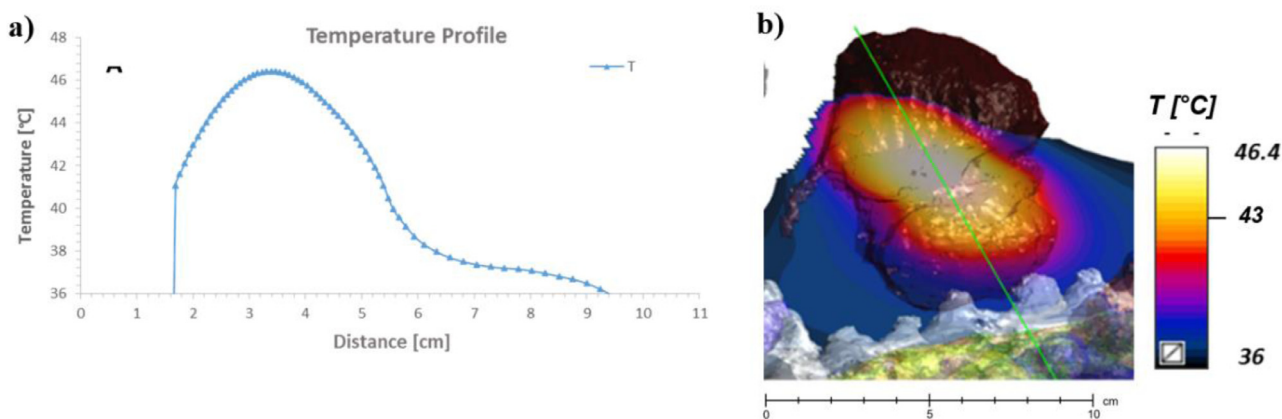 a)
Temperature Profile
48
46
44
42
40
38
36
Temperature [°C]
T
0 1 2 3 4 5 6 7 8 9 10 11
Distance [cm]
b)
T [°C]
46.4
43
36
cm
0 5 10